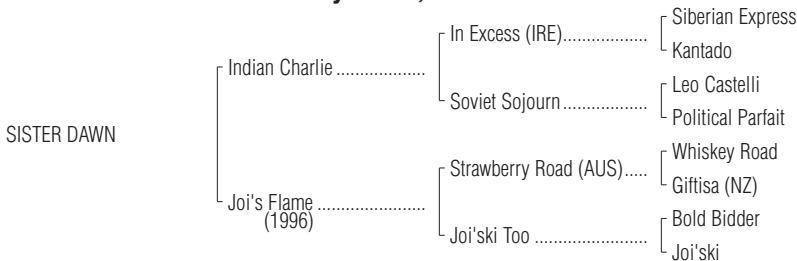 Siberian Express
In Excess (IRE)..................
Kantado
Indian Charlie ...................
Leo Castelli
Soviet Sojourn..................
Political Parfait
SISTER DAWN
Whiskey Road
Strawberry Road (AUS).....
Giftisa (NZ)
Joi's Flame .......................
(1996)
Bold Bidder
Joi'ski Too ........................
Joi'ski